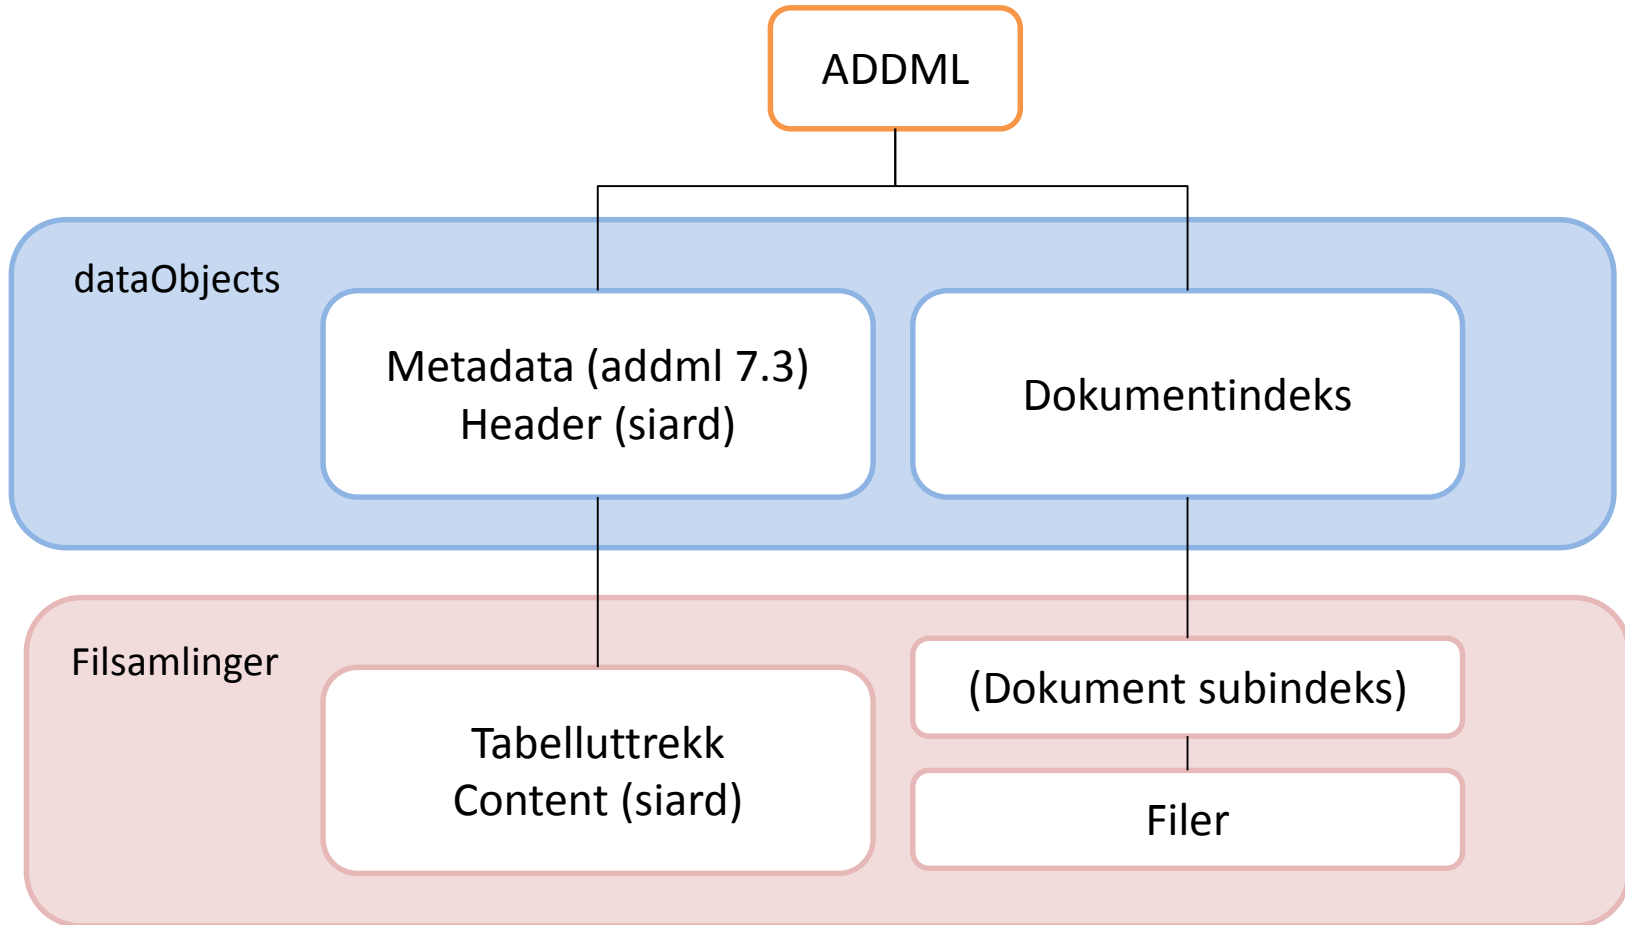 ADDML
dataObjects
Metadata (addml 7.3)
Header (siard)
Dokumentindeks
Filsamlinger
Tabelluttrekk
Content (siard)
(Dokument subindeks)
Filer